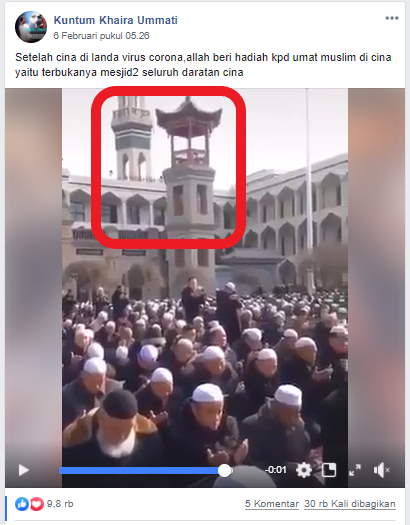 Kuntum Khaira Ummati
6 Februari pukul 05.26
Setelah cina di landa virus corona,allah beri hadiah kpd umat muslim di cina
yaitu terbukanya mesjid2 seluruh daratan cina
-0:01
9,8 rb
5 Komentar 30 rb Kali dibagikan